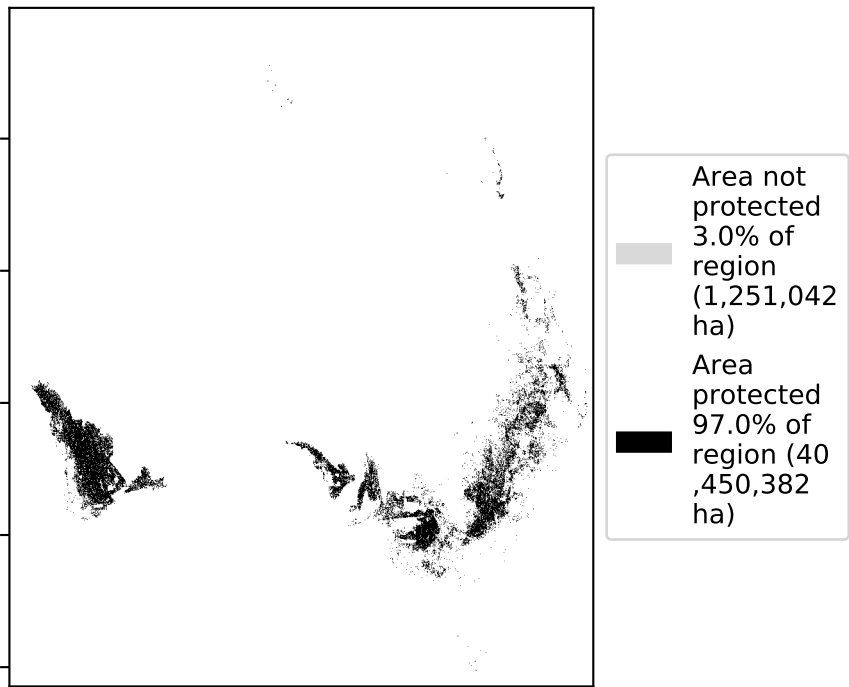 Area not
protected
3.0% of
region
(1,251,042
ha)
Area
protected
97.0% of
region (40
,450,382
ha)